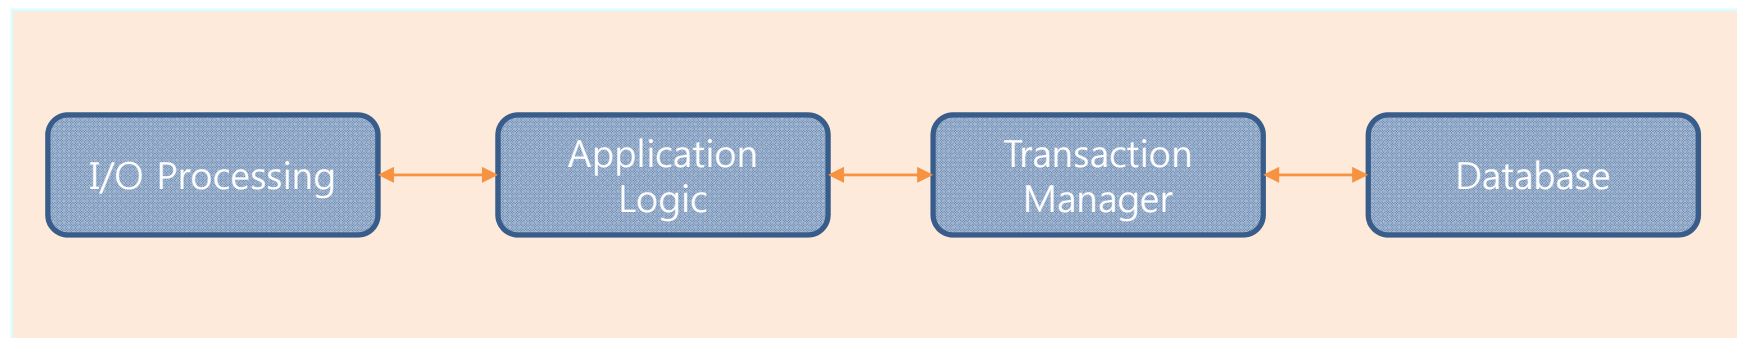 I/O Processing
Application
Logic
Transaction
Manager
Database